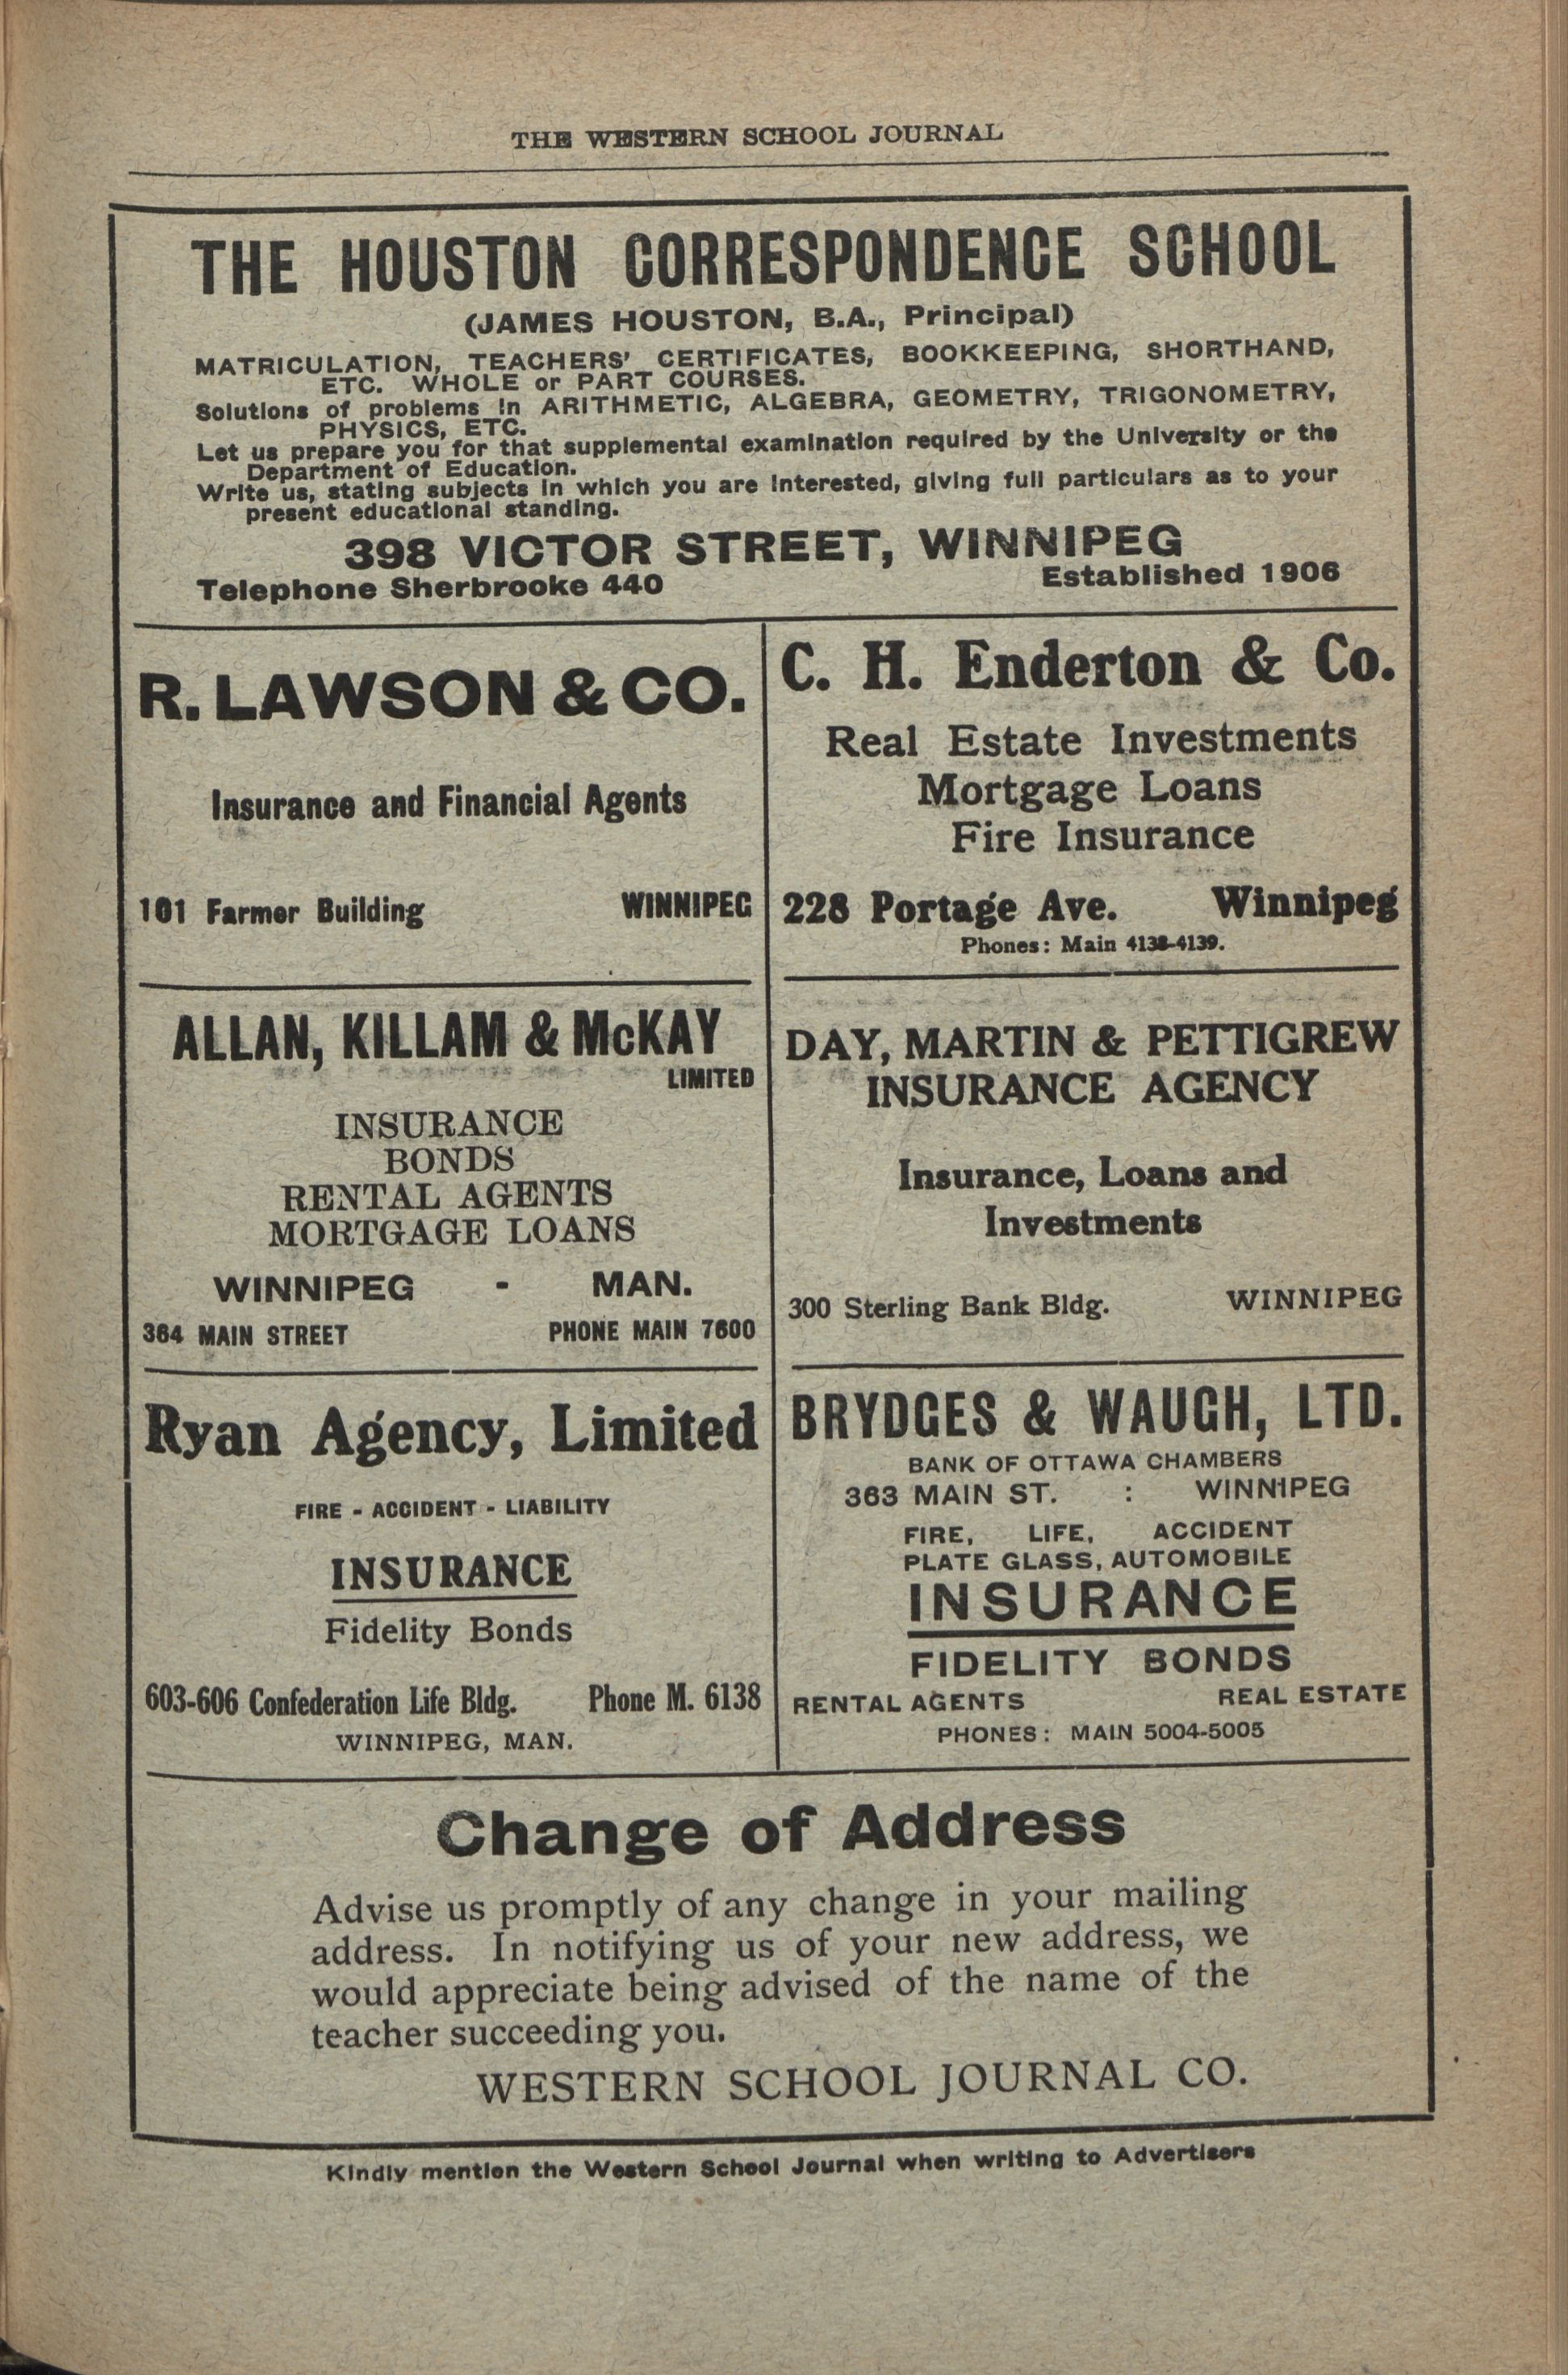 THE WESTERN SCHOOL JOURNAL
THE HOUSTON CORRESPONDENCE SCHOOL
(JAMES HOUSTON, B.A., Principal)
MATRICULATION, TEACHERS' CERTIFICATES, BOOKKEEPING, SHORTHAND,
ETC. WHOLE or PART COURSES.
Solutions of problems in ARITHMETIC, ALGEBRA, GEOMETRY, TRIGONOMETRY,
PHYSICS, ETC.
Let us prepare you for that supplemental examination required by the University or the
Department of Education.
Write us, stating subjects in which you are interested, giving full particulars as to your
present educational standing.
398 VICTOR STREET, WINNIPEG
Telephone Sherbrooke 440 Established 1906
R. LAWSON & CO.
Insurance and Financial Agents
101 Farmer Building WINNIPEG
C. H. Enderton & Co.
Real Estate Investments
Mortgage Loans
Fire Insurance
228 Portage Ave. Winnipeg
Phones: Main 4138-4139.
ALLAN, KILLAM & McKAY
LIMITED
INSURANCE
BONDS
RENTAL AGENTS
MORTGAGE LOANS
WINNIPEG - MAN.
364 MAIN STREET PHONE MAIN 7600
DAY, MARTIN & PETTIGREW
INSURANCE AGENCY
Insurance, Loans and
Investments
300 Sterling Bank Bldg. WINNIPEG
Ryan Agency, Limited
FIRE - ACCIDENT - LIABILITY
INSURANCE
Fidelity Bonds
603-606 Confederation Life Bldg. Phone M. 6138
WINNIPEG, MAN.
BRYDGES & WAUGH, LTD.
BANK OF OTTAWA CHAMBERS
363 MAIN ST. : WINNIPEG
FIRE, LIFE, ACCIDENT
PLATE GLASS, AUTOMOBILE
INSURANCE
FIDELITY BONDS
RENTAL AGENTS REAL ESTATE
PHONES: MAIN 5004-5005
Change of Address
Advise us promptly of any change in your mailing
address. In notifying us of your new address, we
would appreciate being advised of the name of the
teacher succeeding you.
WESTERN SCHOOL JOURNAL CO.
Kindly mention the Western School Journal when writing to Advertisers